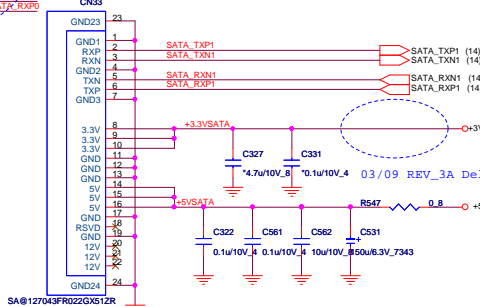 CN33
ATA_RXP0
GND23 23
GND1 1
RXP 2 SATA_TXP1 SATA_TXP1 (14)
RXN 3 SATA_TXN1 SATA_TXN1 (14)
GND2 4
TXN 5 SATA_RXN1 SATA_RXN1 (14
TXP 6 SATA_RXP1 SATA_RXP1 (14
GND3 7
3.3V 8 +3.3VSATA +3V
3.3V 9
3.3V 10
GND 11
GND 12
GND 13
5V 14
5V 15
5V 16 +5VSATA
GND 17
RSVD 18
GND 19
12V 20
12V 21
12V 22
GND24 24
C327
*4.7u/10V_8
C331
*0.1u/10V_4
03/09 REV_3A De
R547 0_8 +5
C322
0.1u/10V_4
C561
0.1u/10V_4
C562
10u/10V_8
C531
+
150u/6.3V_7343
SA@127043FR022GX51ZR